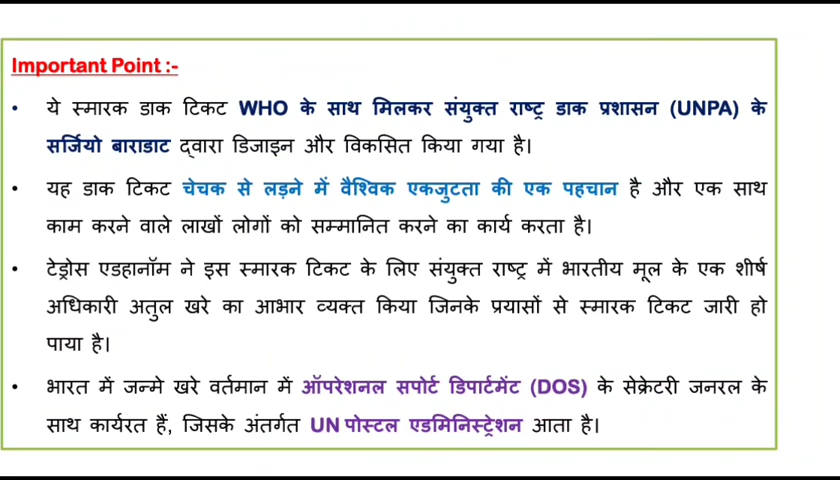 Important Point :-
• ये स्मारक डाक टिकट WHO के साथ मिलकर संयुक्त राष्ट्र डाक प्रशासन (UNPA) के
सर्जियो बाराडाट द्वारा डिजाइन और विकसित किया गया है।
• यह डाक टिकट चेचक से लड़ने में वैश्विक एकजुटता की एक पहचान है और एक साथ
काम करने वाले लाखों लोगों को सम्मानित करने का कार्य करता है।
• टेड्रोस एडहानॉम ने इस स्मारक टिकट के लिए संयुक्त राष्ट्र में भारतीय मूल के एक शीर्ष
अधिकारी अतुल खरे का आभार व्यक्त किया जिनके प्रयासों से स्मारक टिकट जारी हो
पाया है।
• भारत में जन्मे खरे वर्तमान में ऑपरेशनल सपोर्ट डिपार्टमेंट (DOS) के सेक्रेटरी जनरल के
साथ कार्यरत हैं, जिसके अंतर्गत UN पोस्टल एडमिनिस्ट्रेशन आता है।